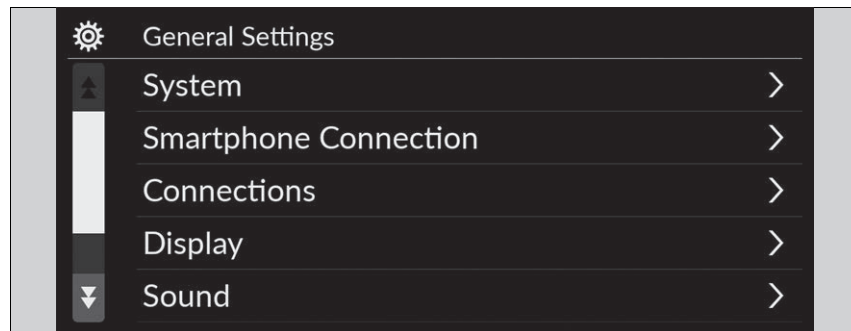 General Settings
System
Smartphone Connection
Connections
Display
Sound